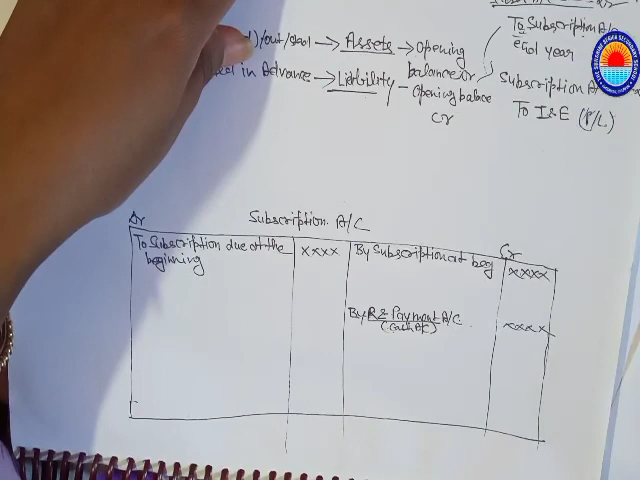 To Subscription A/c
end year
)/out/stand → Assets → Opening
balance Dr
in Advance → Liability – Opening balance
Cr
Subscription A
To I&E (P/L)
Dr Subscription A/C Cr
To Subscription due at the xxxx By Subscription at beg xxxx
beginning
By R & Payment A/C xxxx
(Cash A/C)